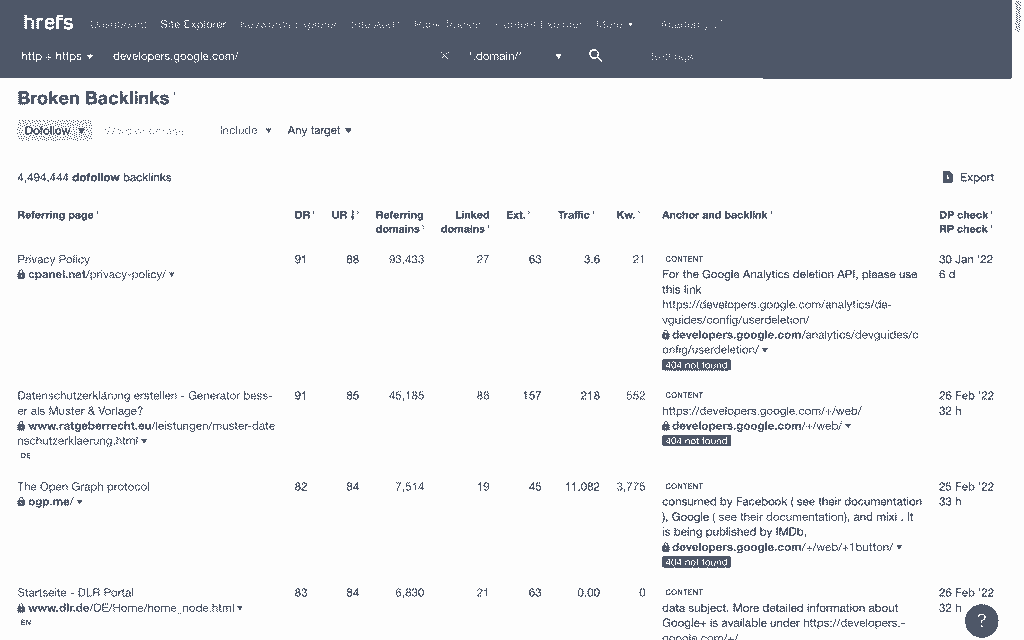 hrefs Dashboard Site Explorer Keywords Explorer Site Audit Rank Tracker Content Explorer More Academy
http + https developers.google.com/ *.domain/* Settings
Broken Backlinks
Dofollow Include Any target
4,494,444 dofollow backlinks Export
Referring page DR UR Referring domains Linked domains Ext. Traffic Kw. Anchor and backlink DP check RP check
Privacy Policy 91 88 93,433 27 63 3.6 21 CONTENT 30 Jan '22
cpanel.net/privacy-policy/ For the Google Analytics deletion API, please use 6 d
this link
https://developers.google.com/analytics/de-
vguides/config/userdeletion/
developers.google.com/analytics/devguides/c
onfig/userdeletion/
404 not found
Datenschutzerklärung erstellen - Generator bess- 91 85 45,185 88 157 218 552 CONTENT 26 Feb '22
er als Muster & Vorlage? https://developers.google.com/+/web/ 32 h
www.ratgeberrecht.eu/leistungen/muster-date developers.google.com/+/web/
nschutzerklaerung.html 404 not found
DE
The Open Graph protocol 82 84 7,514 19 45 11,082 3,775 CONTENT 25 Feb '22
ogp.me/ consumed by Facebook ( see their documentation 33 h
), Google ( see their documentation), and mixi . It
is being published by IMDb,
developers.google.com/+/web/+1button/
404 not found
Startseite - DLR Portal 83 84 6,830 21 63 0.00 0 CONTENT 26 Feb '22
www.dlr.de/DE/Home/home_node.html data subject. More detailed information about 32 h
EN Google+ is available under https://developers.- ?
google.com/+/